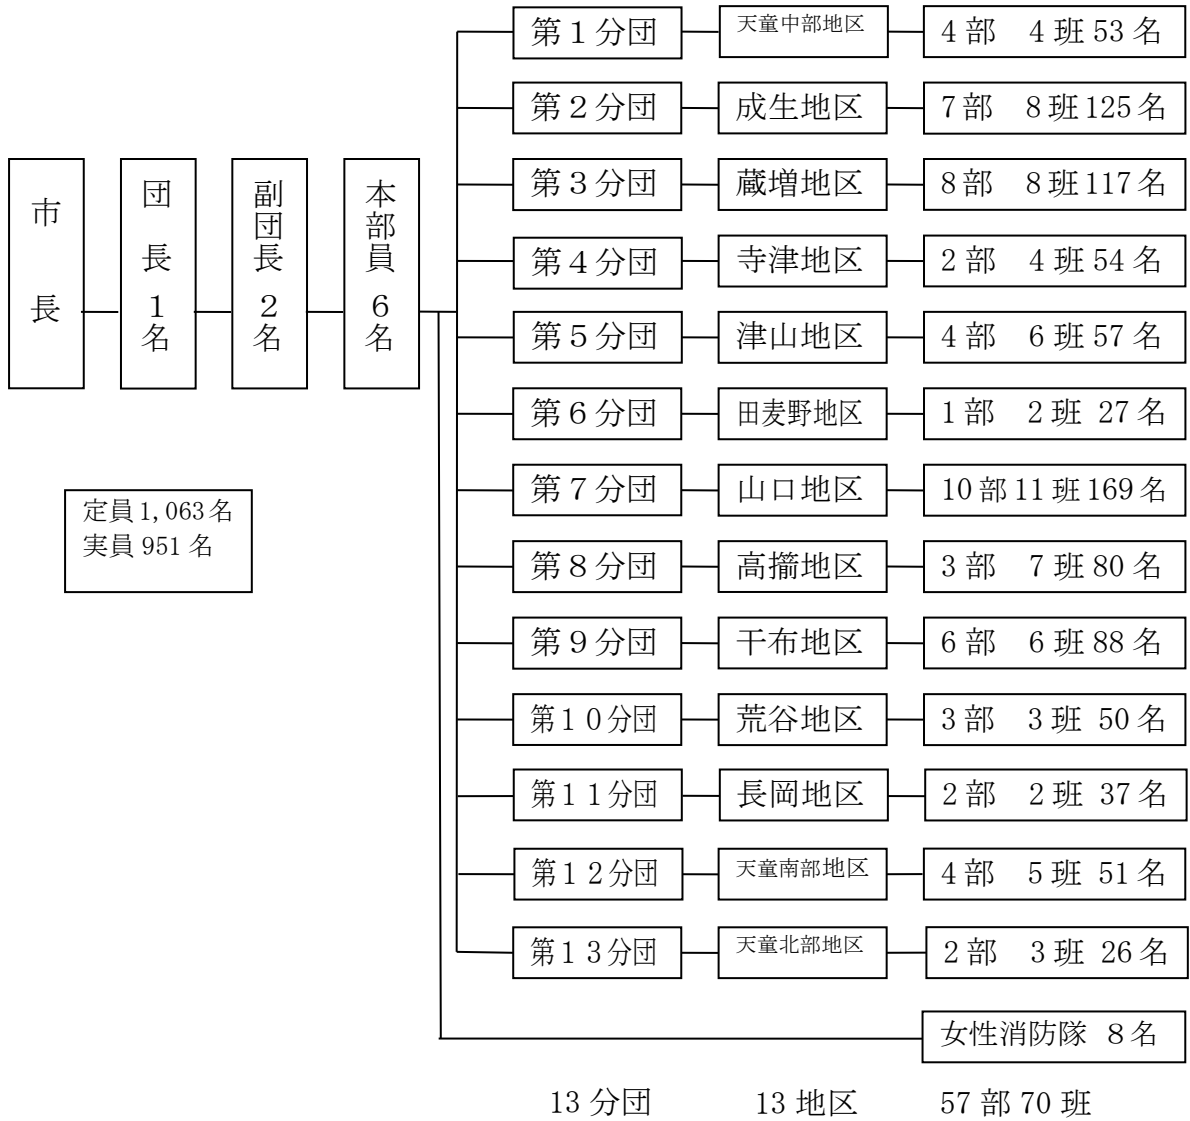 市長
団長1名
副団長2名
本部員6名
定員1,063名
実員951名
第1分団 天童中部地区 4部 4班53名
第2分団 成生地区 7部 8班125名
第3分団 蔵増地区 8部 8班117名
第4分団 寺津地区 2部 4班54名
第5分団 津山地区 4部 6班57名
第6分団 田麦野地区 1部 2班 27名
第7分団 山口地区 10部11班169名
第8分団 高擶地区 3部 7班80名
第9分団 干布地区 6部 6班88名
第10分団 荒谷地区 3部 3班 50名
第11分団 長岡地区 2部 2班 37名
第12分団 天童南部地区 4部 5班 51名
第13分団 天童北部地区 2部 3班 26名
女性消防隊 8名
13分団 13地区 57部70班